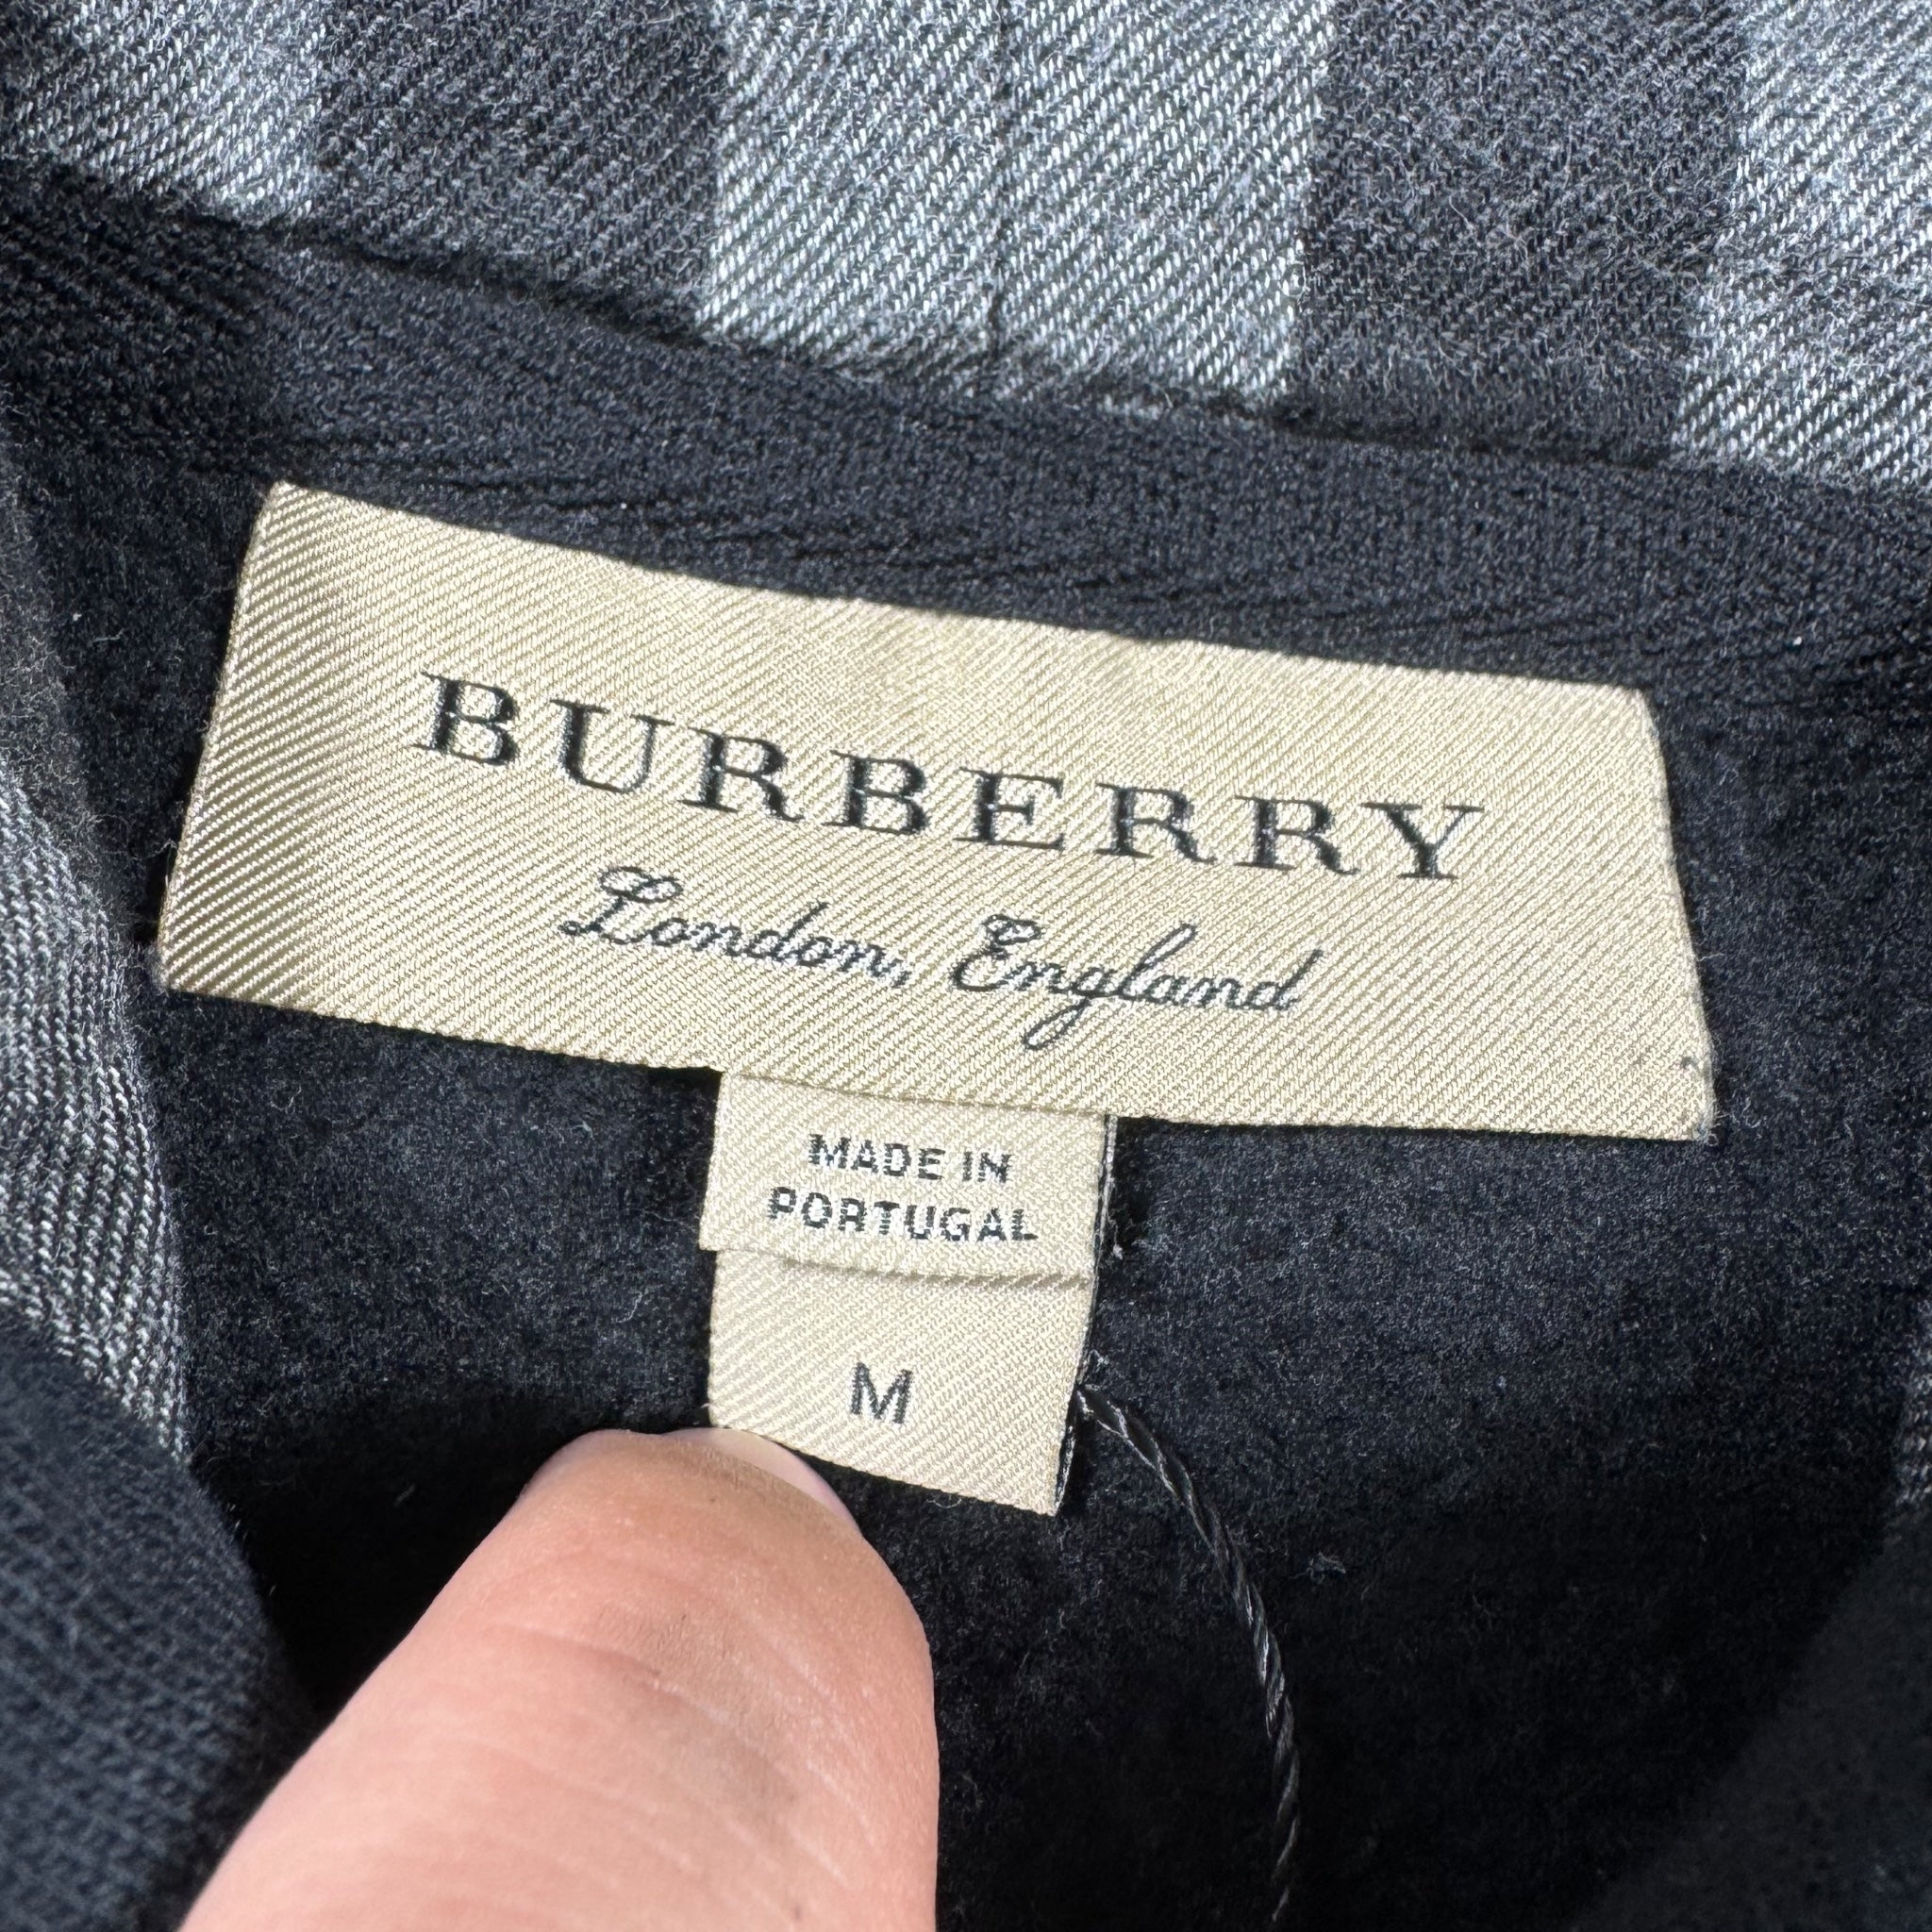 BURBERRY
London, England
MADE IN
PORTUGAL
M